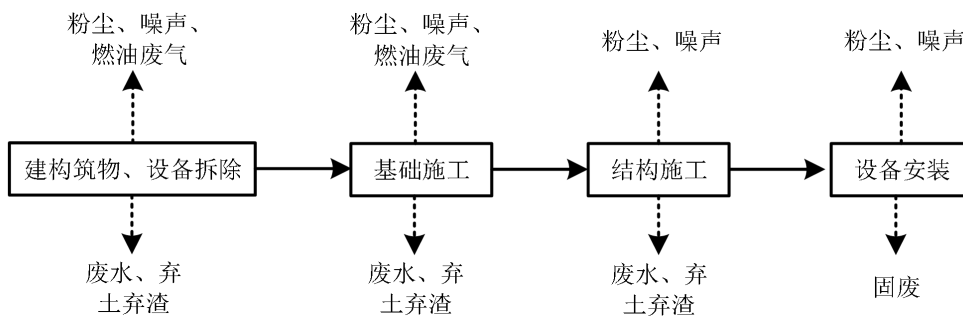 粉尘、噪声、
燃油废气
粉尘、噪声、
燃油废气
粉尘、噪声
粉尘、噪声
建构筑物、设备拆除
基础施工
结构施工
设备安装
废水、弃
土弃渣
废水、弃
土弃渣
废水、弃
土弃渣
固废